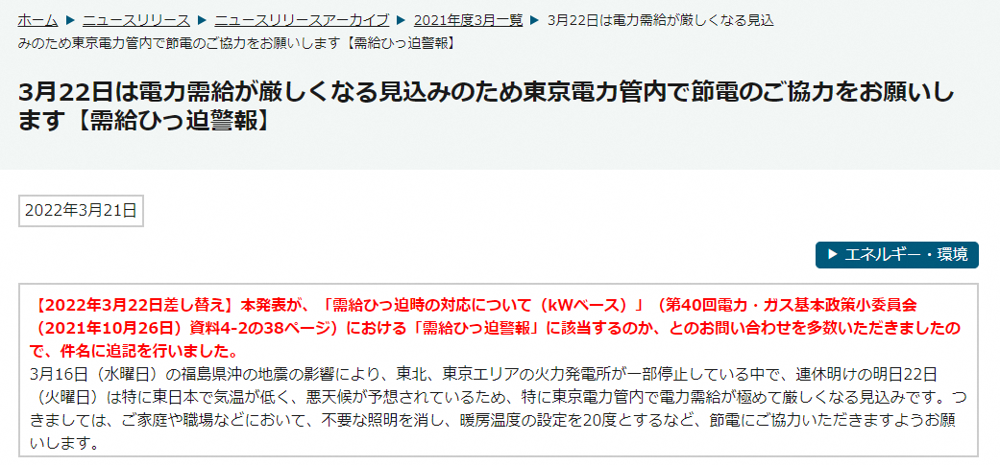 ホーム ▶ ニュースリリース ▶ ニュースリリースアーカイブ ▶ 2021年度3月一覧 ▶ 3月22日は電力需給が厳しくなる見込
みのため東京電力管内で節電のご協力をお願いします【需給ひっ迫警報】
3月22日は電力需給が厳しくなる見込みのため東京電力管内で節電のご協力をお願いし
ます【需給ひっ迫警報】
2022年3月21日
▶ エネルギー・環境
【2022年3月22日差し替え】本発表が、「需給ひっ迫時の対応について（kWベース）」（第40回電力・ガス基本政策小委員会
（2021年10月26日）資料4-2の38ページ）における「需給ひっ迫警報」に該当するのか、とのお問い合わせを多数いただきましたの
で、件名に追記を行いました。
3月16日（水曜日）の福島県沖の地震の影響により、東北、東京エリアの火力発電所が一部停止している中で、連休明けの明日22日
（火曜日）は特に東日本で気温が低く、悪天候が予想されているため、特に東京電力管内で電力需給が極めて厳しくなる見込みです。つ
きましては、ご家庭や職場などにおいて、不要な照明を消し、暖房温度の設定を20度とするなど、節電にご協力いただきますようお願
いします。